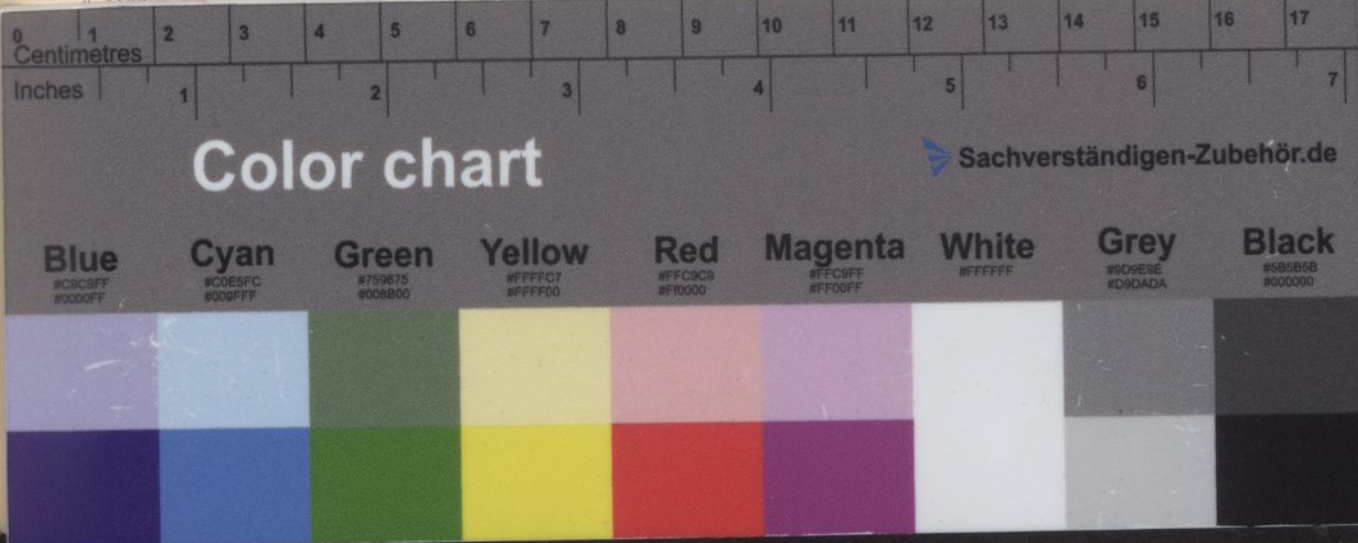 0 1 2 3 4 5 6 7 8 9 10 11 12 13 14 15 16 17
Centimetres
Inches 1 2 3 4 5 6 7
Color chart
Sachverständigen-Zubehör.de
Blue Cyan Green Yellow Red Magenta White Grey Black
#C9C9FF #C0E5FC #759675 #FFFFC7 #FFC9C9 #FFC9FF #FFFFFF #9D9E9E #5B5B5B
#0000FF #009FFF #008B00 #FFFF00 #Ff0000 #FF00FF #D9DADA #000000